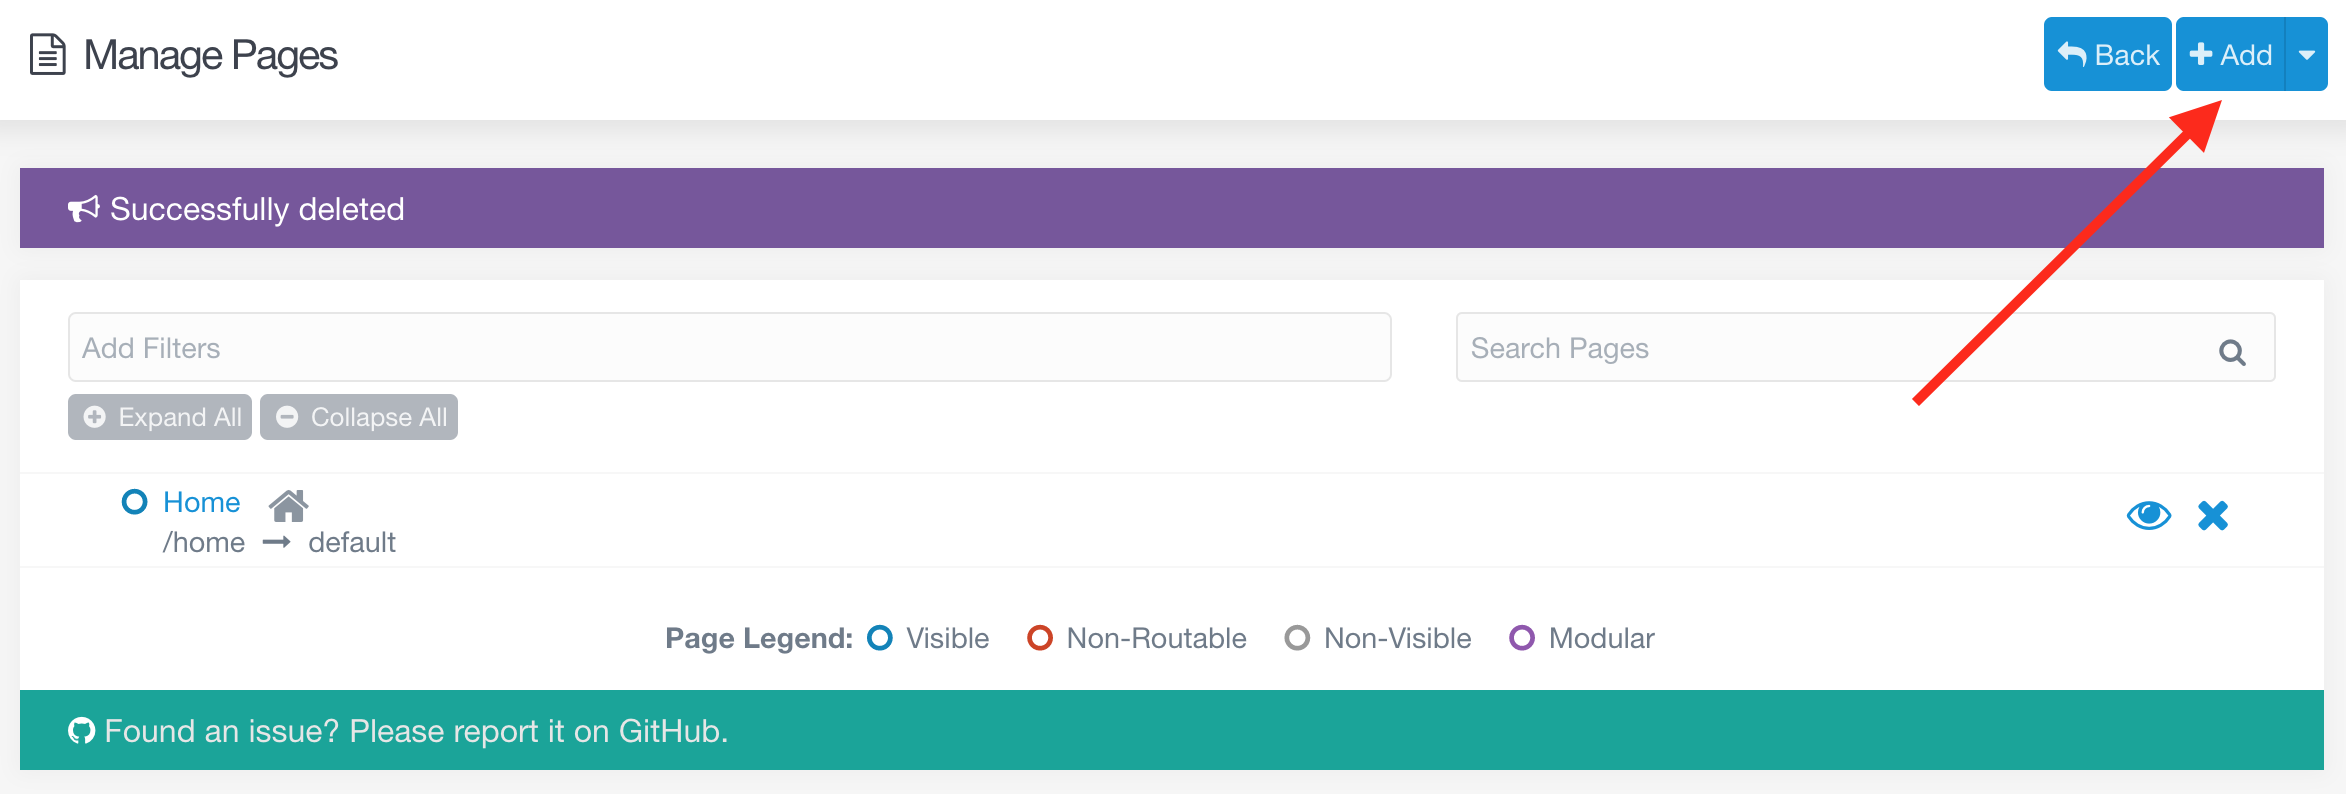 Manage Pages
Back
Add
Successfully deleted
Add Filters
Search Pages
Expand All
Collapse All
Home
/home → default
Page Legend: Visible Non-Routable Non-Visible Modular
Found an issue? Please report it on GitHub.